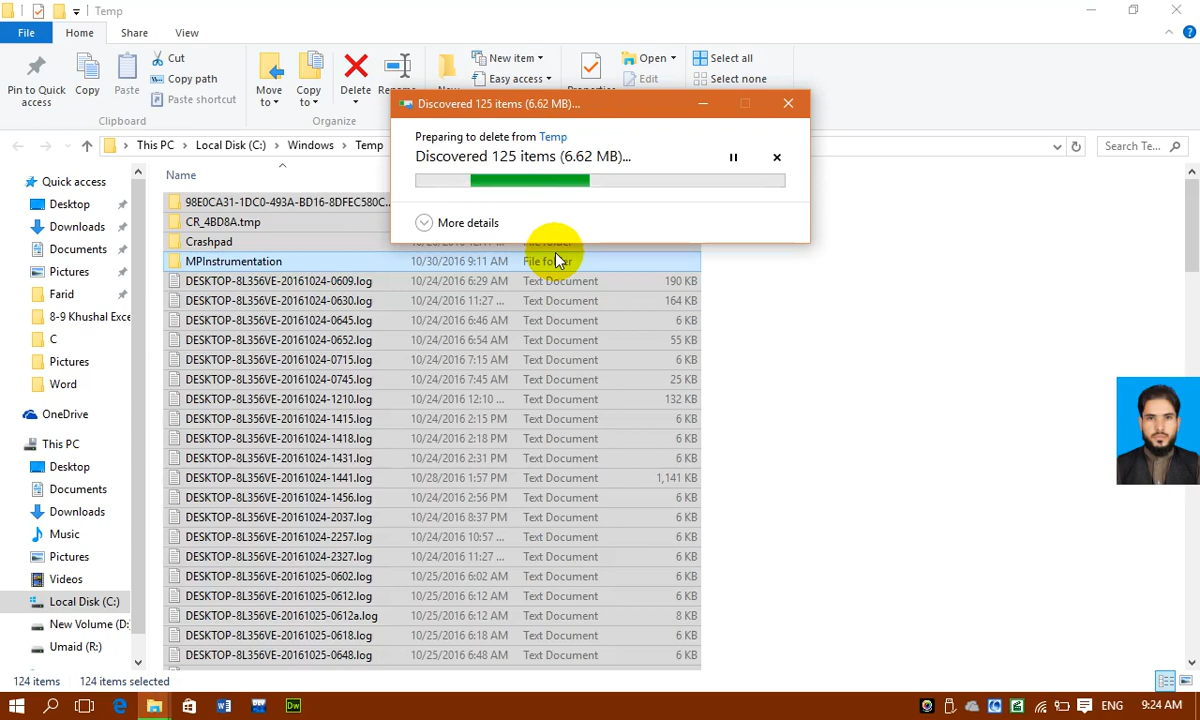 Temp
File Home Share View
Pin to Quick access
Copy
Paste
Cut
Copy path
Paste shortcut
Clipboard
Move to
Copy to
Delete
Organize
New item
Easy access
Open
Edit
Select all
Select none
This PC Local Disk (C:) Windows Temp
Search Te...
Discovered 125 items (6.62 MB)...
Preparing to delete from Temp
Discovered 125 items (6.62 MB)...
More details
Quick access
Desktop
Downloads
Documents
Pictures
Farid
8-9 Khushal Exce
C
Pictures
Word
OneDrive
This PC
Desktop
Documents
Downloads
Music
Pictures
Videos
Local Disk (C:)
New Volume (D:
Umaid (R:)
Name
98E0CA31-1DC0-493A-BD16-8DFEC580C...
CR_4BD8A.tmp
Crashpad
MPInstrumentation 10/30/2016 9:11 AM File folder
DESKTOP-8L356VE-20161024-0609.log 10/24/2016 6:29 AM Text Document 190 KB
DESKTOP-8L356VE-20161024-0630.log 10/24/2016 11:27 ... Text Document 164 KB
DESKTOP-8L356VE-20161024-0645.log 10/24/2016 6:46 AM Text Document 6 KB
DESKTOP-8L356VE-20161024-0652.log 10/24/2016 6:54 AM Text Document 55 KB
DESKTOP-8L356VE-20161024-0715.log 10/24/2016 7:15 AM Text Document 6 KB
DESKTOP-8L356VE-20161024-0745.log 10/24/2016 7:45 AM Text Document 25 KB
DESKTOP-8L356VE-20161024-1210.log 10/24/2016 12:10 ... Text Document 132 KB
DESKTOP-8L356VE-20161024-1415.log 10/24/2016 2:15 PM Text Document 6 KB
DESKTOP-8L356VE-20161024-1418.log 10/24/2016 2:18 PM Text Document 6 KB
DESKTOP-8L356VE-20161024-1431.log 10/24/2016 2:31 PM Text Document 6 KB
DESKTOP-8L356VE-20161024-1441.log 10/28/2016 1:57 PM Text Document 1,141 KB
DESKTOP-8L356VE-20161024-1456.log 10/24/2016 2:56 PM Text Document 6 KB
DESKTOP-8L356VE-20161024-2037.log 10/24/2016 8:37 PM Text Document 6 KB
DESKTOP-8L356VE-20161024-2257.log 10/24/2016 10:57 ... Text Document 6 KB
DESKTOP-8L356VE-20161024-2327.log 10/24/2016 11:27 ... Text Document 6 KB
DESKTOP-8L356VE-20161025-0602.log 10/25/2016 6:02 AM Text Document 6 KB
DESKTOP-8L356VE-20161025-0612.log 10/25/2016 6:12 AM Text Document 6 KB
DESKTOP-8L356VE-20161025-0612a.log 10/25/2016 6:12 AM Text Document 8 KB
DESKTOP-8L356VE-20161025-0618.log 10/25/2016 6:18 AM Text Document 6 KB
DESKTOP-8L356VE-20161025-0648.log 10/25/2016 6:48 AM Text Document 6 KB
124 items 124 items selected
ENG 9:24 AM